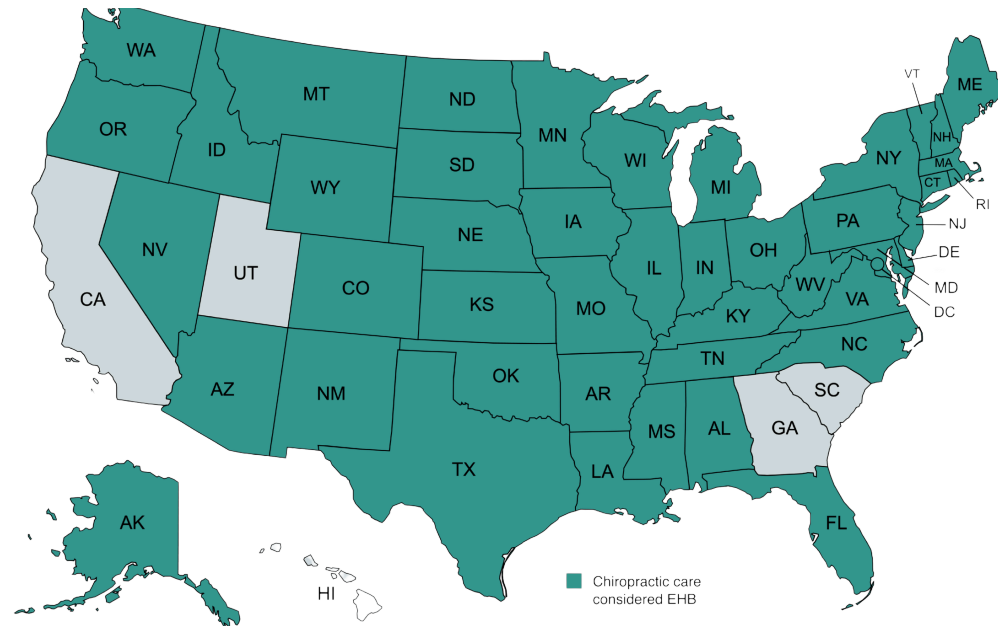 WA
MT
ND
MN
VT
ME
OR
ID
SD
WI
NH
NY
MA
WY
MI
CT
RI
IA
PA
NJ
NE
NV
OH
DE
UT
IL
IN
CO
WV
MD
CA
VA
KS
MO
DC
KY
NC
TN
OK
AZ
NM
AR
SC
MS
AL
GA
TX
LA
AK
FL
HI
Chiropractic care
considered EHB